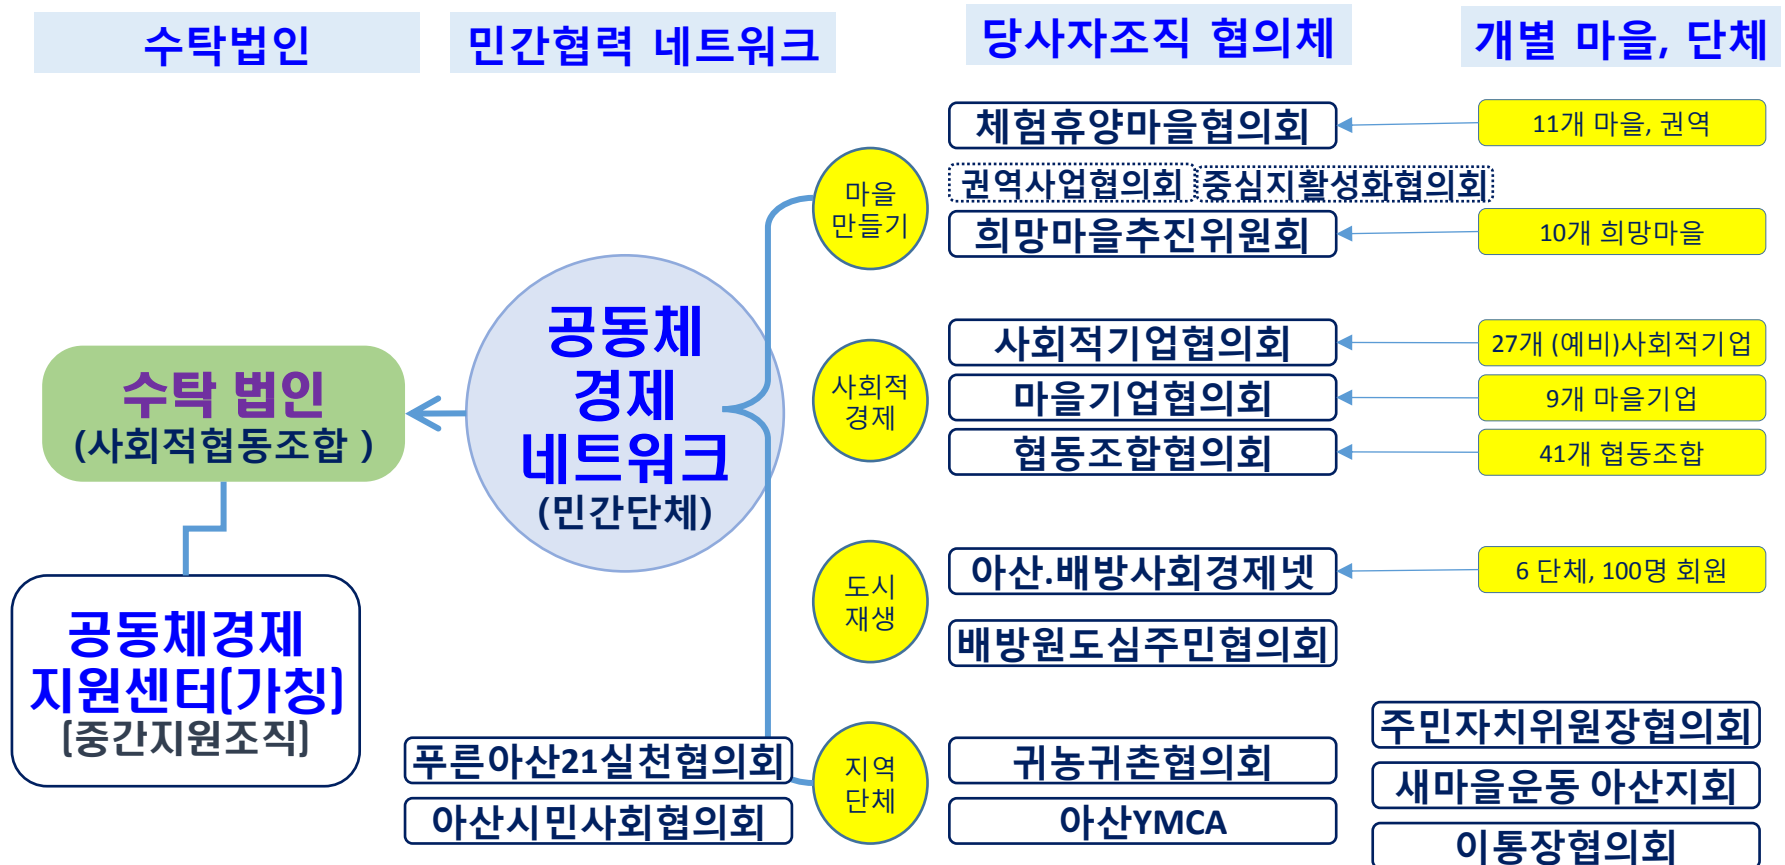 수탁법인
민간협력 네트워크
당사자조직 협의체
개별 마을, 단체
체험휴양마을협의회
11개 마을, 권역
마을
만들기
권역사업협의회
중심지활성화협의회
희망마을추진위원회
10개 희망마을
공동체
경제
네트워크
(민간단체)
수탁 법인
(사회적협동조합 )
사회적
경제
사회적기업협의회
27개 (예비)사회적기업
마을기업협의회
9개 마을기업
협동조합협의회
41개 협동조합
도시
재생
아산.배방사회경제넷
6 단체, 100명 회원
배방원도심주민협의회
공동체경제
지원센터(가칭)
(중간지원조직)
지역
단체
푸른아산21실천협의회
아산시민사회협의회
귀농귀촌협의회
아산YMCA
주민자치위원장협의회
새마을운동 아산지회
이통장협의회